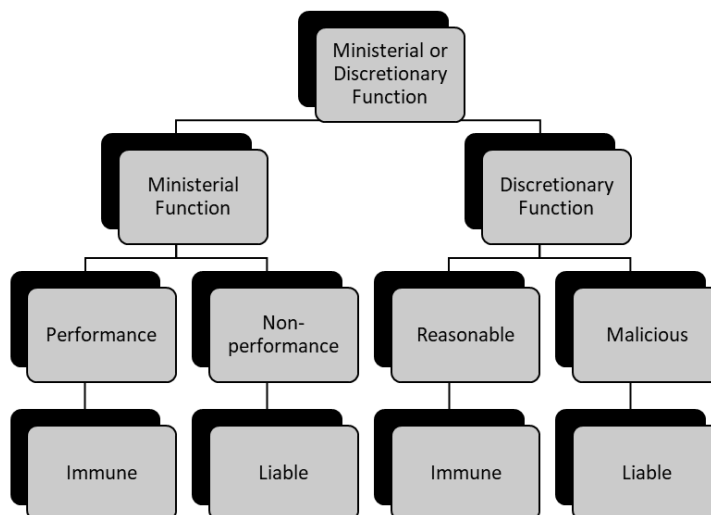 Ministerial or
Discretionary
Function
Ministerial
Function
Discretionary
Function
Performance
Non-
performance
Reasonable
Malicious
Immune
Liable
Immune
Liable